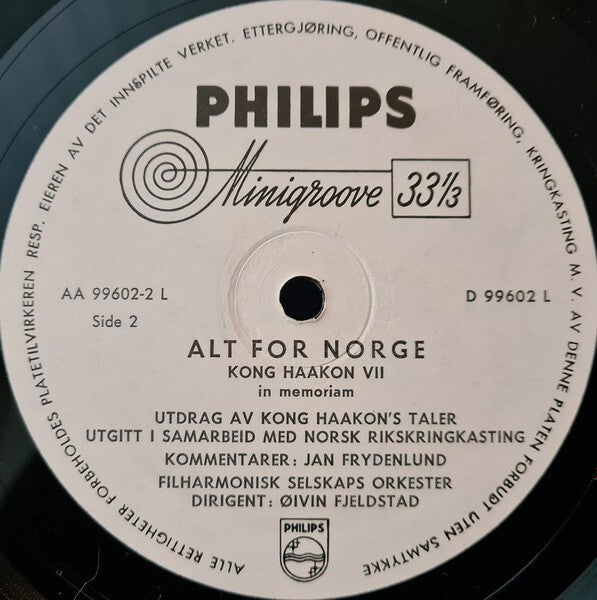 ALLE RETTIGHETER FORBEHOLDES PLATETILVIRKEREN RESP. EIEREN AV DET INNSPILTE VERKET. ETTERGJØRING, OFFENTLIG FRAMFØRING, KRINGKASTING M. V. AV DENNE PLATEN FORBUDT UTEN SAMTYKKE
PHILIPS
Minigroove 33⅓
AA 99602-2 L
D 99602 L
Side 2
ALT FOR NORGE
KONG HAAKON VII
in memoriam
UTDRAG AV KONG HAAKON'S TALER
UTGITT I SAMARBEID MED NORSK RIKSKRINGKASTING
KOMMENTARER: JAN FRYDENLUND
FILHARMONISK SELSKAPS ORKESTER
DIRIGENT: ØIVIN FJELDSTAD
PHILIPS